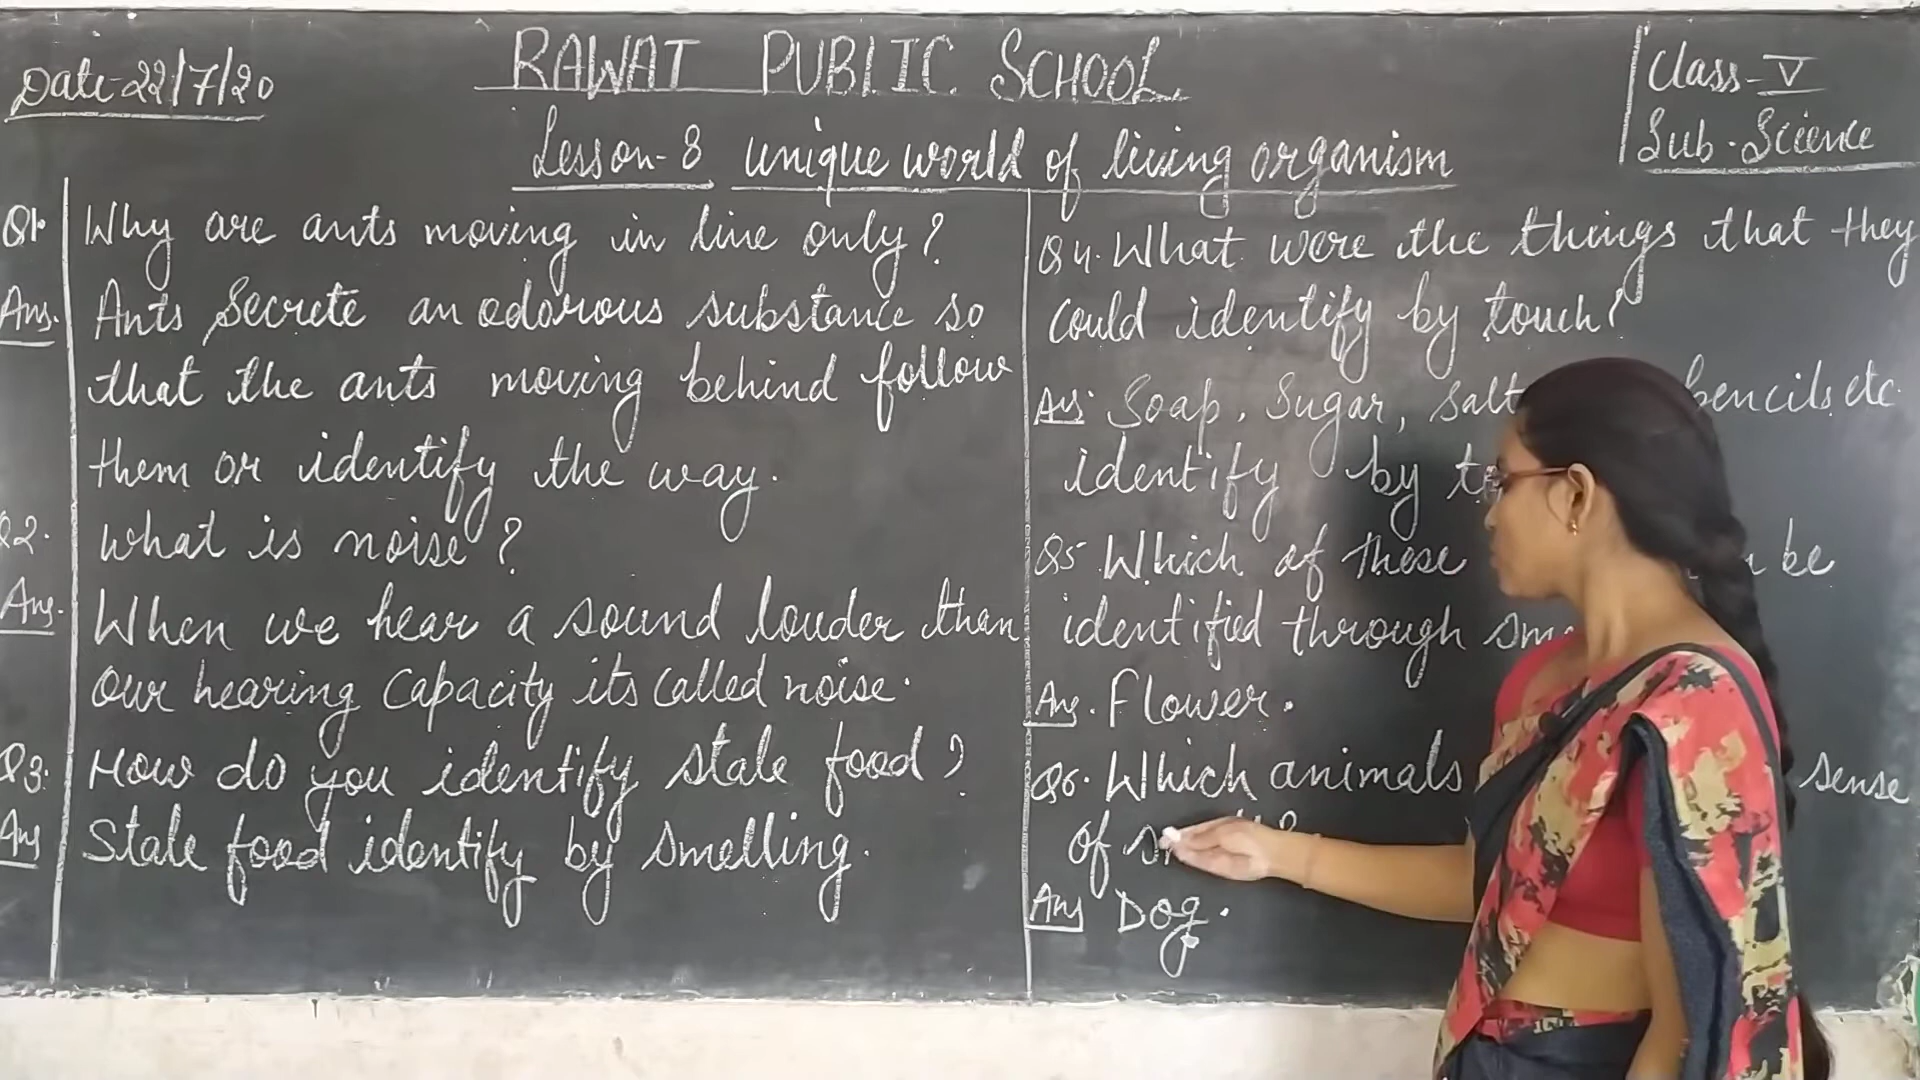 Date-22/7/20
RAWAT PUBLIC SCHOOL
Class-V
Sub. Science
Lesson-8 unique world of living organism
Q1. Why are ants moving in line only?
Ans. Ants Secrete an odorous substance so
that the ants moving behind follow
them or identify the way.
Q2. What is noise?
Ans. When we hear a sound louder than
our hearing capacity its called noise.
Q3. How do you identify stale food?
Ans Stale food identify by smelling.
Q4. What were the things that they
could identify by touch?
Ans. Soap, Sugar, Salt pencils etc.
identify by
Q5 Which of these be
identified through
Ans. Flower.
Q6. Which animals sense
of
Ans Dog.